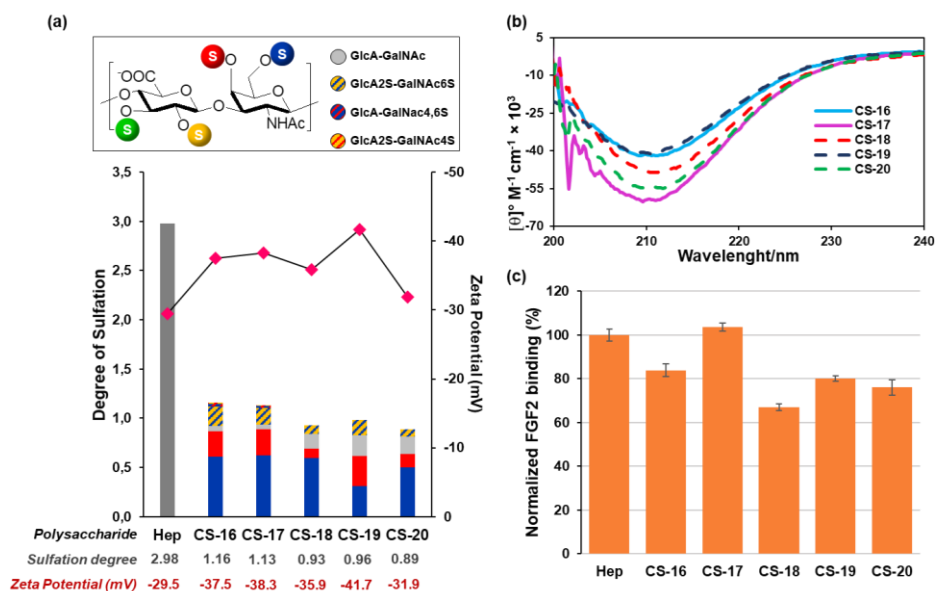 (a)
S
S
S
S
⁻OOC
O
O
O
O
O
O
NHAc
GlcA-GalNAc
GlcA2S-GalNAc6S
GlcA-GalNac4,6S
GlcA2S-GalNAc4S
Degree of Sulfation
3,0
2,5
2,0
1,5
1,0
0,5
0,0
-50
-40
-30
-20
-10
0
Zeta Potential (mV)
Polysaccharide Hep CS-16 CS-17 CS-18 CS-19 CS-20
Sulfation degree 2.98 1.16 1.13 0.93 0.96 0.89
Zeta Potential (mV) -29.5 -37.5 -38.3 -35.9 -41.7 -31.9
(b)
[θ]° M⁻¹ cm⁻¹ × 10³
5
-10
-25
-40
-55
-70
200 210 220 230 240
Wavelenght/nm
CS-16
CS-17
CS-18
CS-19
CS-20
(c)
Normalized FGF2 binding (%)
120
100
80
60
40
20
0
Hep CS-16 CS-17 CS-18 CS-19 CS-20